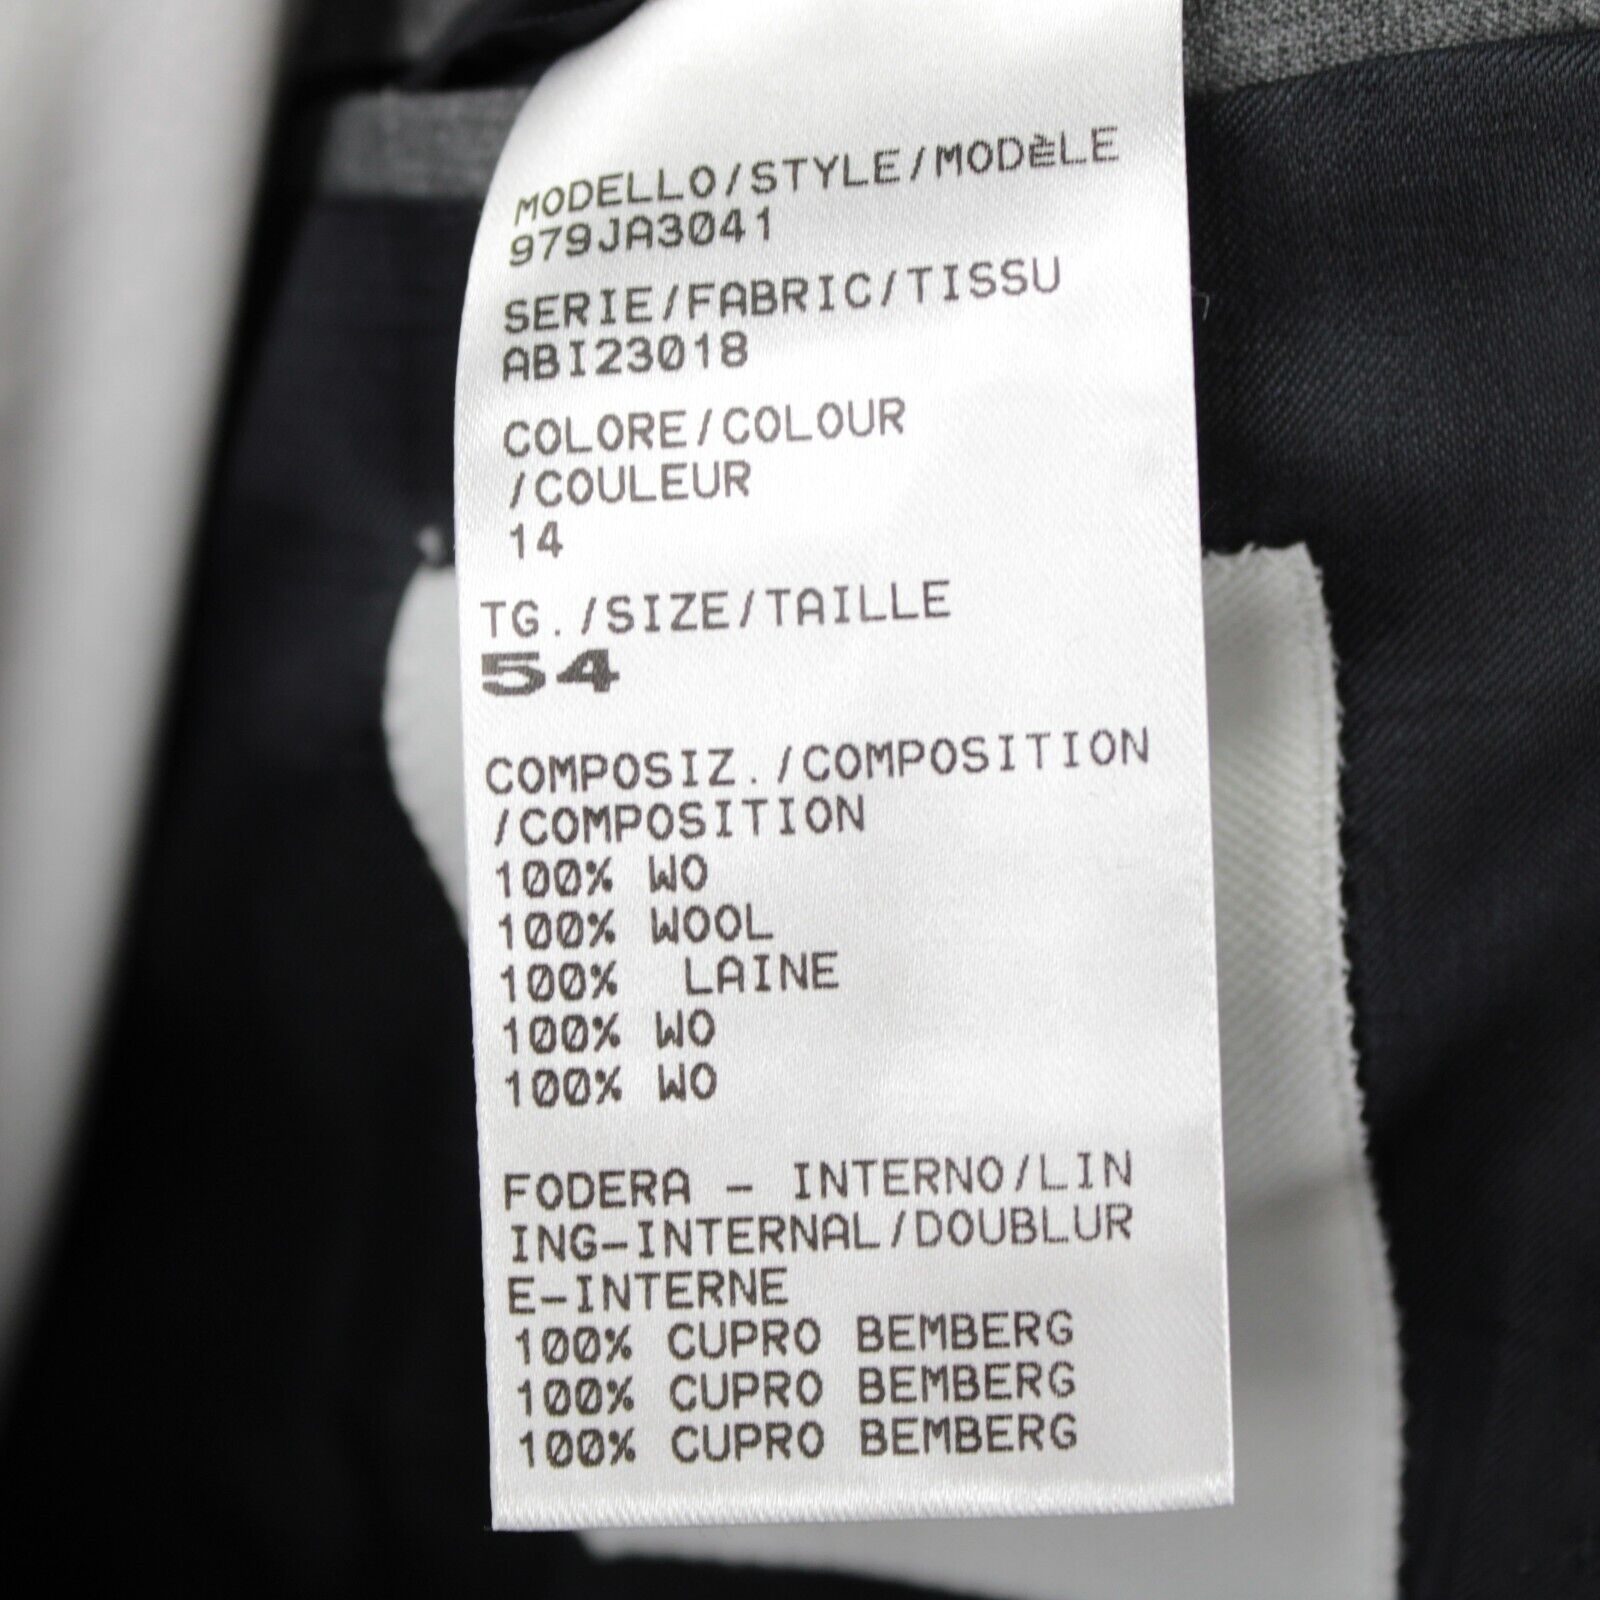 MODELLO/STYLE/MODèLE
979JA3041
SERIE/FABRIC/TISSU
ABI23018
COLORE/COLOUR
/COULEUR
14
TG./SIZE/TAILLE
54
COMPOSIZ./COMPOSITION
/COMPOSITION
100% WO
100% WOOL
100%  LAINE
100% WO
100% WO
FODERA - INTERNO/LIN
ING-INTERNAL/DOUBLUR
E-INTERNE
100% CUPRO BEMBERG
100% CUPRO BEMBERG
100% CUPRO BEMBERG